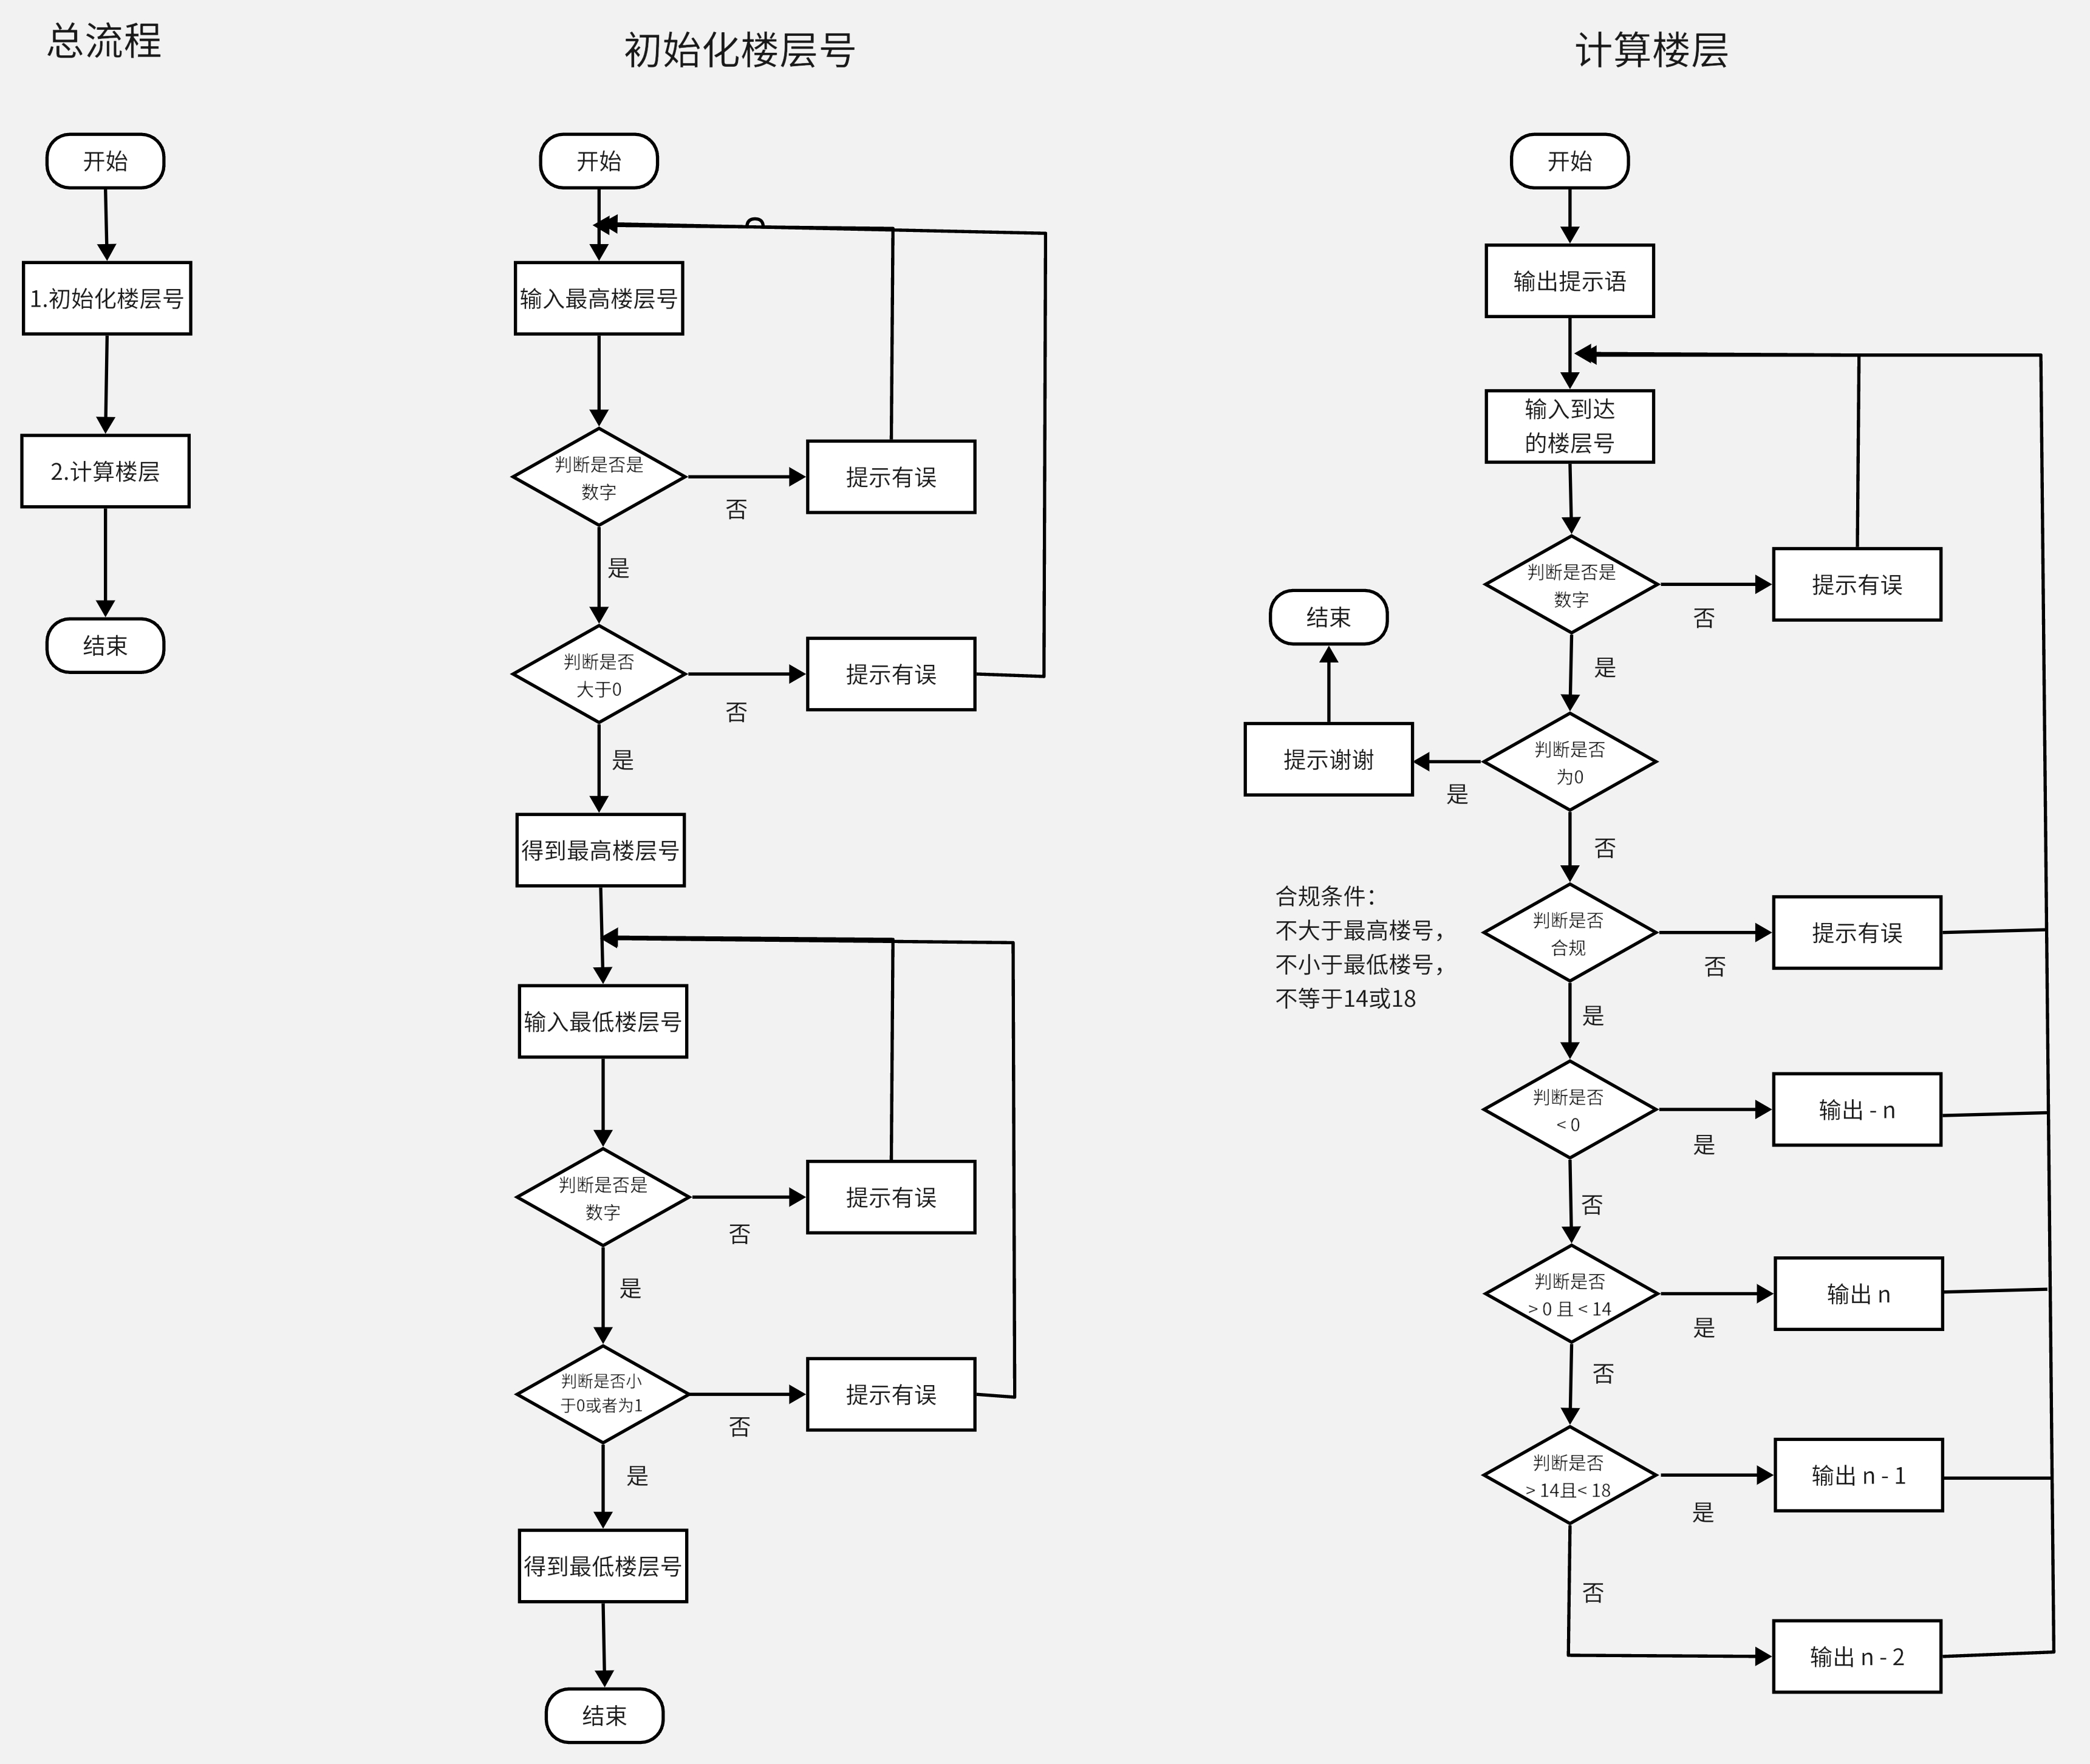 总流程
开始
1.初始化楼层号
2.计算楼层
结束
初始化楼层号
开始
输入最高楼层号
判断是否是
数字
否
提示有误
是
判断是否
大于0
否
提示有误
是
得到最高楼层号
输入最低楼层号
判断是否是
数字
否
提示有误
是
判断是否小
于0或者为1
否
提示有误
是
得到最低楼层号
结束
计算楼层
开始
输出提示语
输入到达
的楼层号
判断是否是
数字
否
提示有误
是
判断是否
为0
是
提示谢谢
结束
否
合规条件：
不大于最高楼号，
不小于最低楼号，
不等于14或18
判断是否
合规
否
提示有误
是
判断是否
< 0
是
输出 - n
否
判断是否
> 0 且 < 14
是
输出 n
否
判断是否
> 14且< 18
是
输出 n - 1
否
输出 n - 2